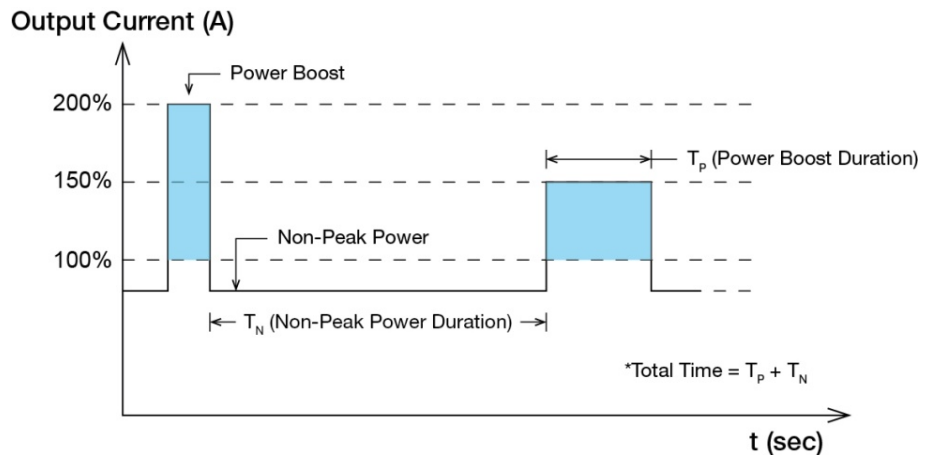 Output Current (A)
Power Boost
200%
T_P (Power Boost Duration)
150%
Non-Peak Power
100%
T_N (Non-Peak Power Duration)
*Total Time = T_P + T_N
t (sec)